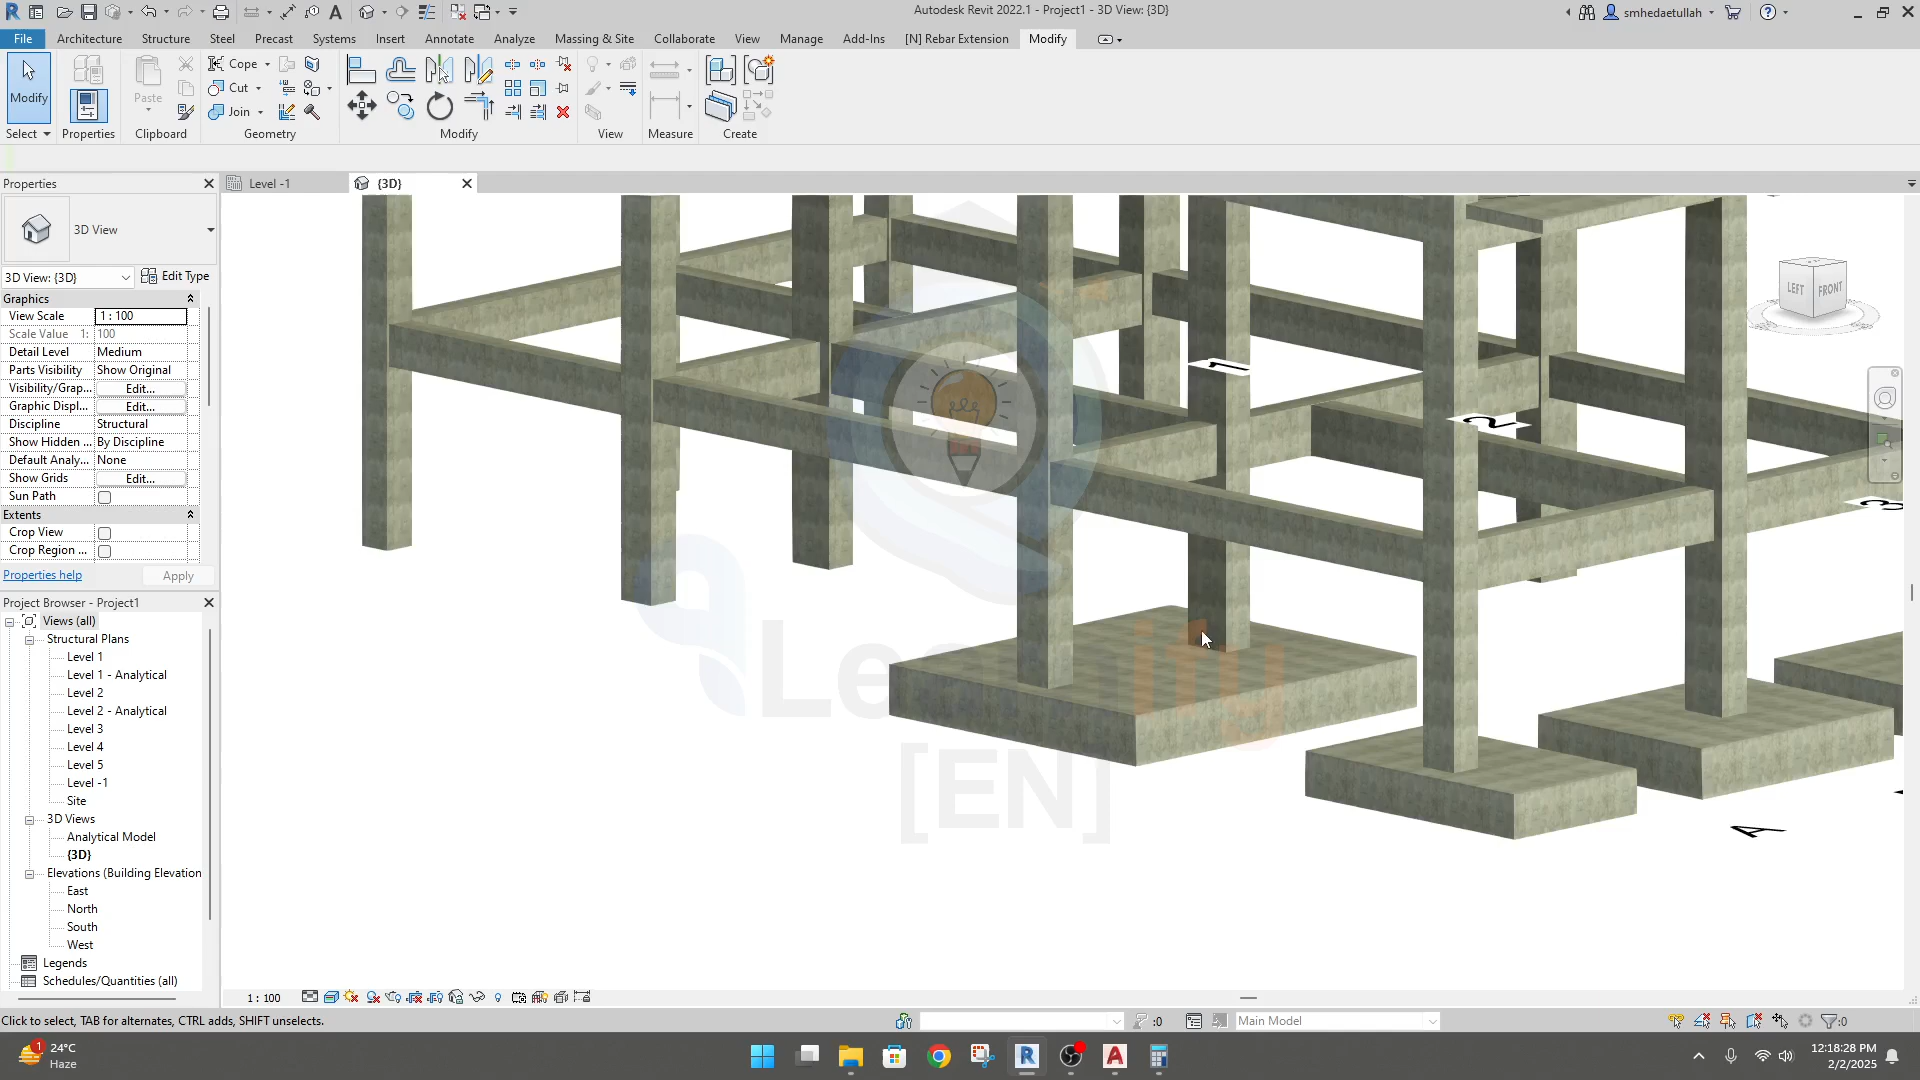 Autodesk Revit 2022.1 - Project1 - 3D View: {3D}
smhedaetullah
File Architecture Structure Steel Precast Systems Insert Annotate Analyze Massing & Site Collaborate View Manage Add-Ins [N] Rebar Extension Modify
Modify
Paste
Cope
Cut
Join
Select Properties Clipboard Geometry Modify View Measure Create
Properties
Level -1
{3D}
3D View
3D View: {3D}
Edit Type
Graphics
View Scale 1 : 100
Scale Value 1: 100
Detail Level Medium
Parts Visibility Show Original
Visibility/Grap... Edit...
Graphic Displ... Edit...
Discipline Structural
Show Hidden ... By Discipline
Default Analy... None
Show Grids Edit...
Sun Path
Extents
Crop View
Crop Region ...
Properties help
Apply
Project Browser - Project1
Views (all)
Structural Plans
Level 1
Level 1 - Analytical
Level 2
Level 2 - Analytical
Level 3
Level 4
Level 5
Level -1
Site
3D Views
Analytical Model
{3D}
Elevations (Building Elevation
East
North
South
West
Legends
Schedules/Quantities (all)
LEFT FRONT
1
2
3
A
Learnify
[EN]
1 : 100
Click to select, TAB for alternates, CTRL adds, SHIFT unselects.
:0
Main Model
:0
1
24°C
Haze
12:18:28 PM
2/2/2025